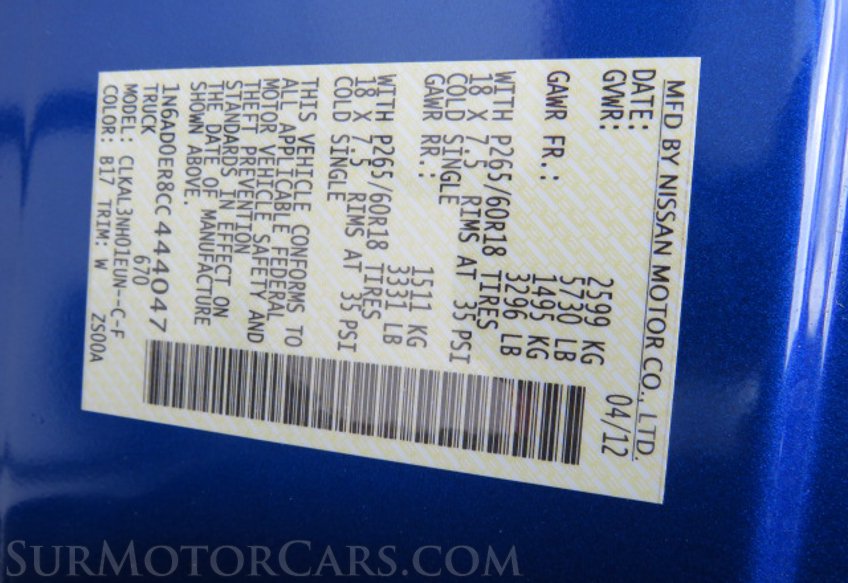 MFD BY NISSAN MOTOR CO., LTD.
DATE: 04/12
GVWR: 2599 KG
5730 LB
GAWR FR.: 1495 KG
3296 LB
WITH P265/60R18 TIRES
18 X 7.5 RIMS AT 35 PSI
COLD SINGLE
GAWR RR.: 1511 KG
3331 LB
WITH P265/60R18 TIRES
18 X 7.5 RIMS AT 35 PSI
COLD SINGLE
THIS VEHICLE CONFORMS TO
ALL APPLICABLE FEDERAL
MOTOR VEHICLE SAFETY AND
THEFT PREVENTION
STANDARDS IN EFFECT ON
THE DATE OF MANUFACTURE
SHOWN ABOVE.
1N6AD0ER8CC444047
TRUCK 670
MODEL: CLKAL3NH01EUN--C-F
COLOR: B17 TRIM: W ZS00A
SURMOTORCARS.COM